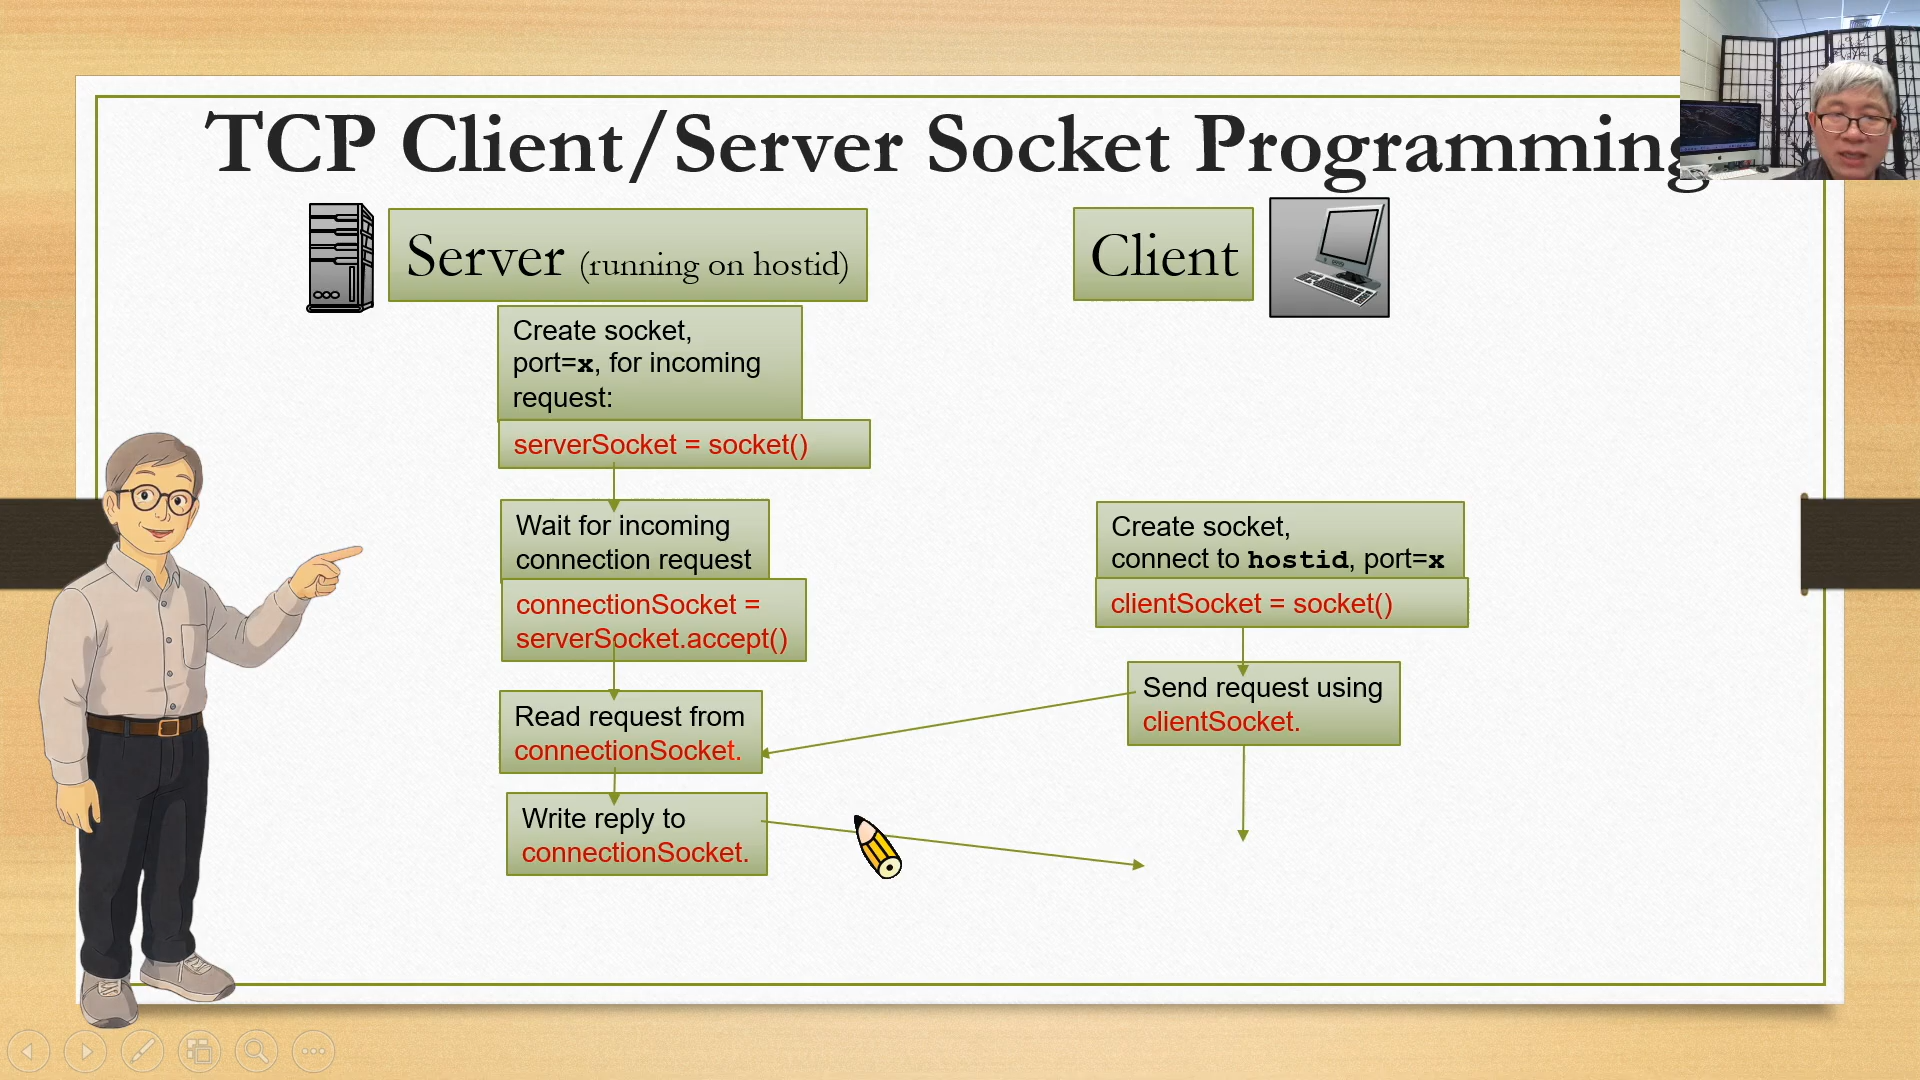 TCP Client/Server Socket Programming
Server (running on hostid)
Client
Create socket,
port=x, for incoming
request:
serverSocket = socket()
Wait for incoming
connection request
connectionSocket =
serverSocket.accept()
Read request from
connectionSocket.
Write reply to
connectionSocket.
Create socket,
connect to hostid, port=x
clientSocket = socket()
Send request using
clientSocket.